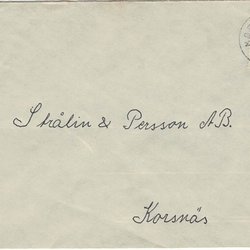 Strålin & Persson AB.
Korsnäs